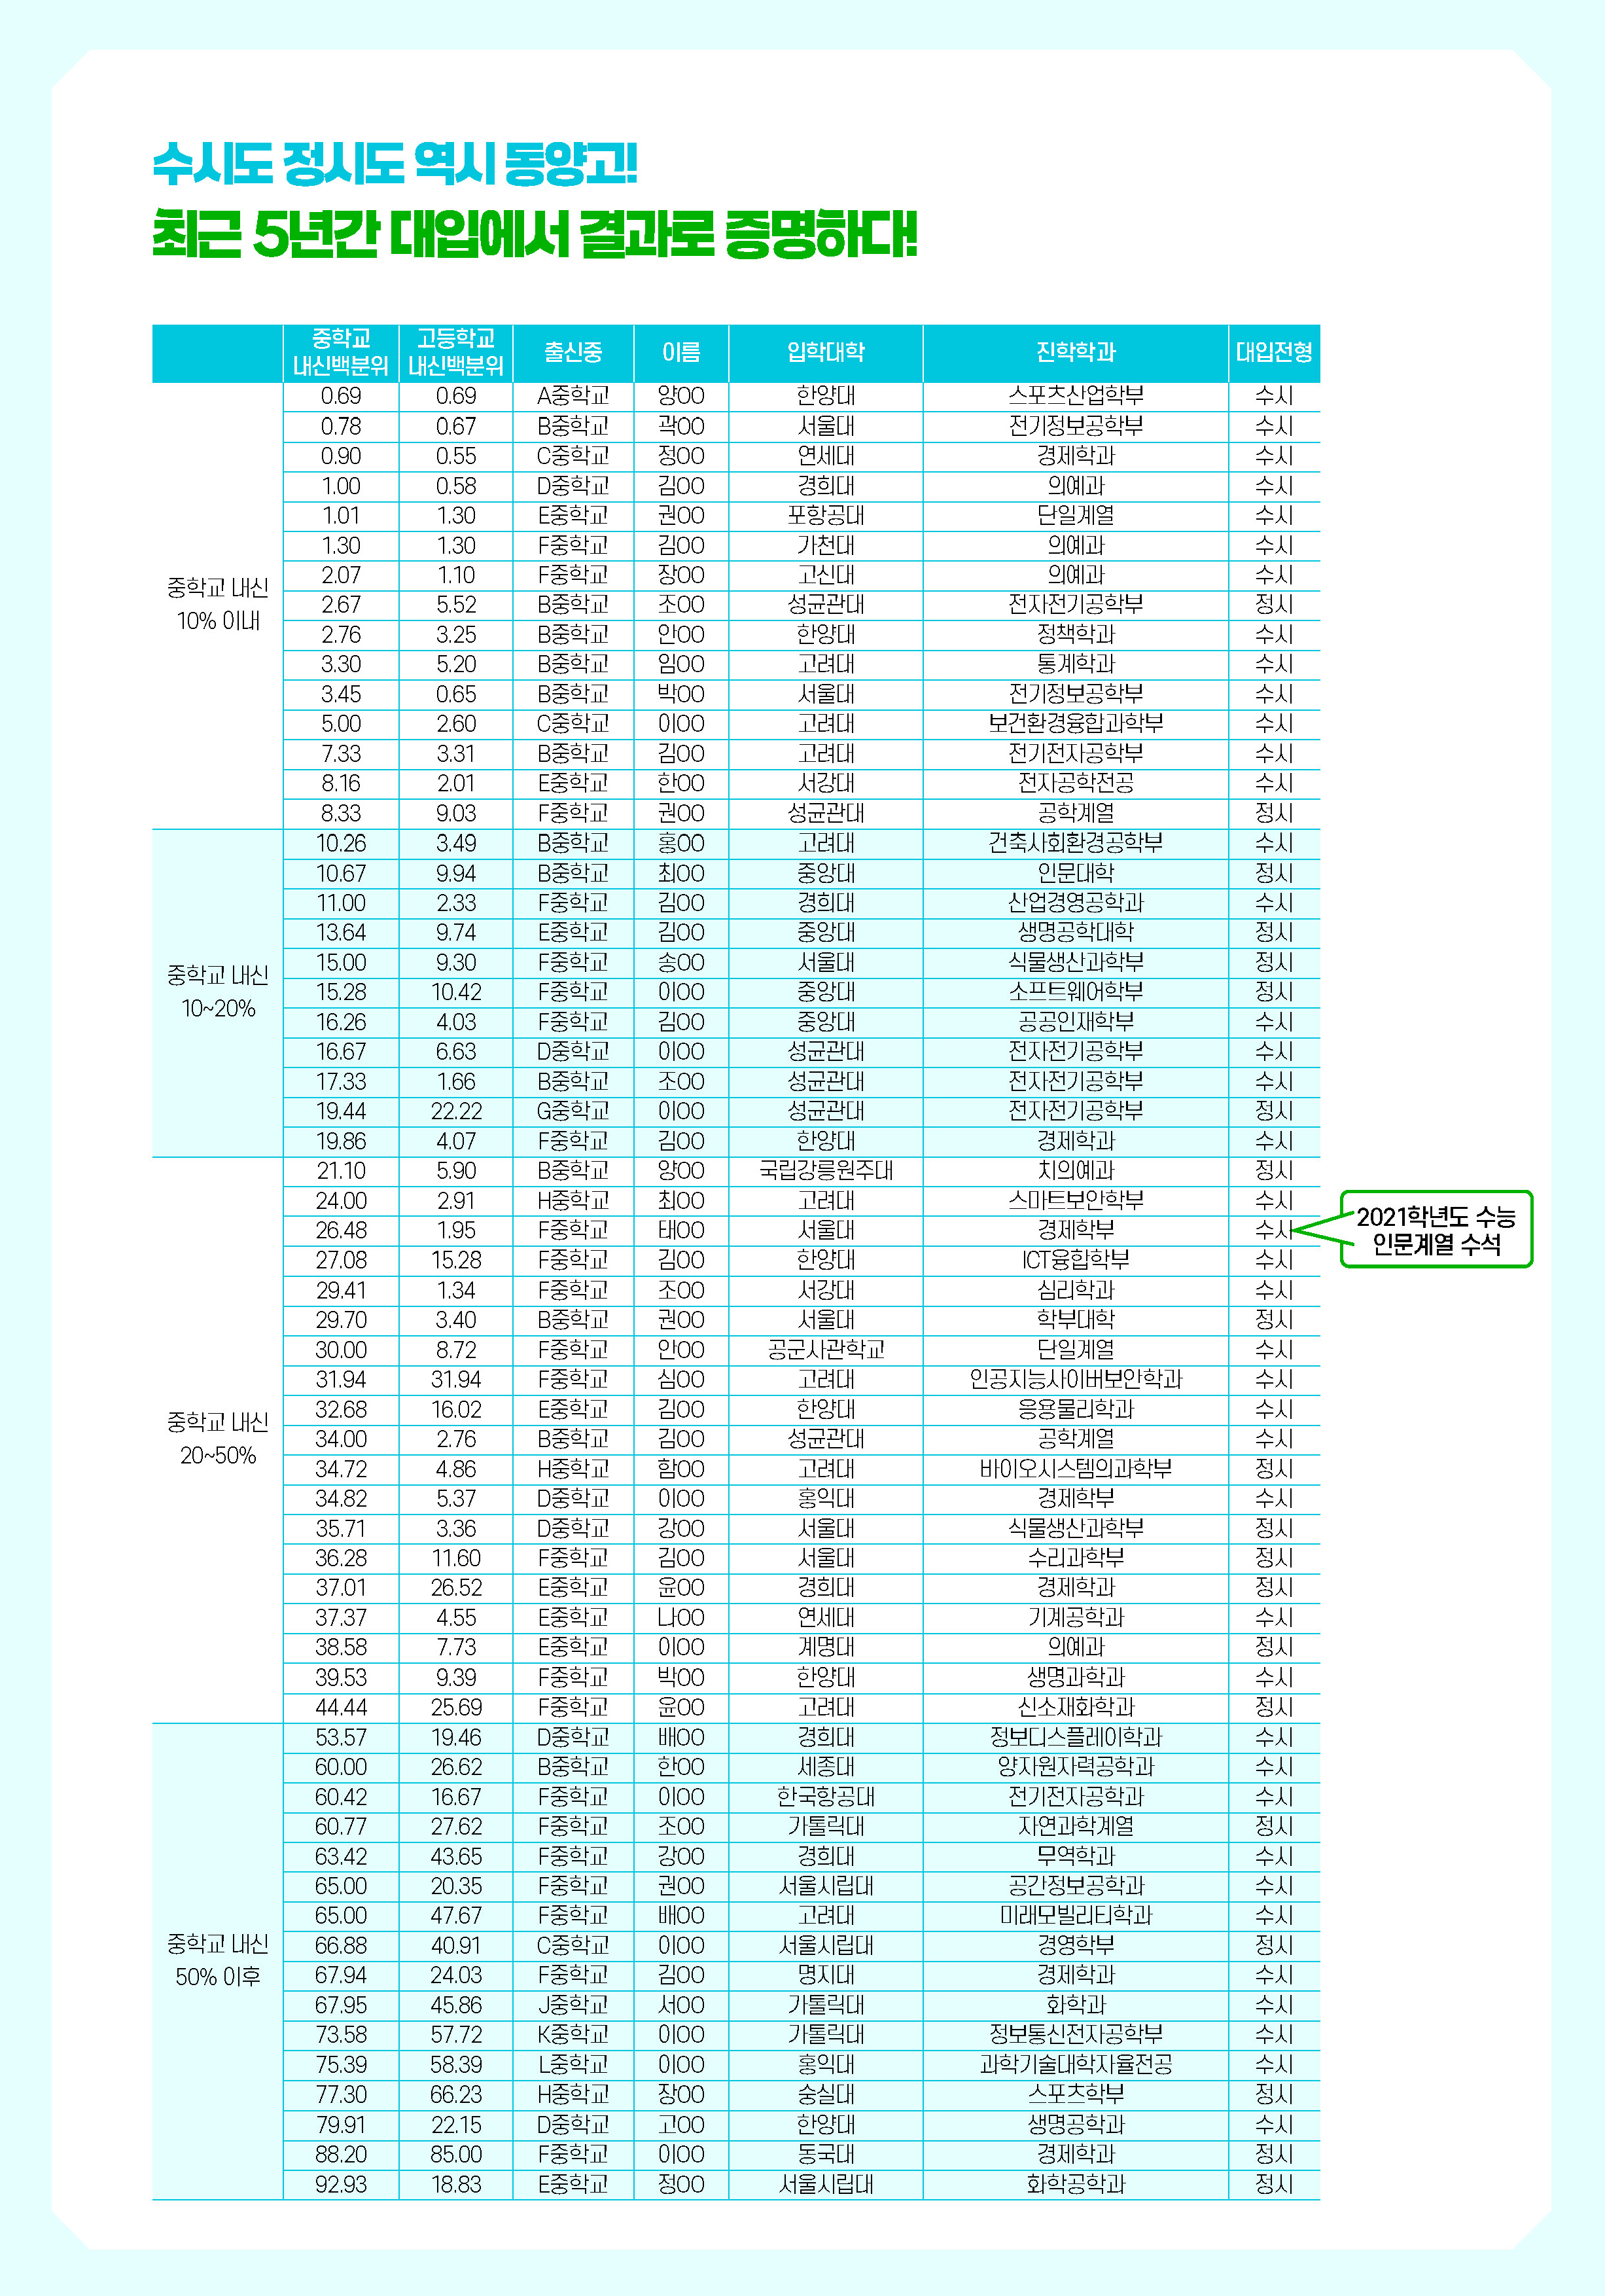 수시도 정시도 역시 동양고!
최근 5년간 대입에서 결과로 증명하다!
중학교 내신백분위 고등학교 내신백분위 출신중 이름 입학대학 진학학과 대입전형
중학교 내신 10% 이내
0.69 0.69 A중학교 양OO 한양대 스포츠산업학부 수시
0.78 0.67 B중학교 곽OO 서울대 전기정보공학부 수시
0.90 0.55 C중학교 정OO 연세대 경제학과 수시
1.00 0.58 D중학교 김OO 경희대 의예과 수시
1.01 1.30 E중학교 권OO 포항공대 단일계열 수시
1.30 1.30 F중학교 김OO 가천대 의예과 수시
2.07 1.10 F중학교 장OO 고신대 의예과 수시
2.67 5.52 B중학교 조OO 성균관대 전자전기공학부 정시
2.76 3.25 B중학교 안OO 한양대 정책학과 수시
3.30 5.20 B중학교 임OO 고려대 통계학과 수시
3.45 0.65 B중학교 박OO 서울대 전기정보공학부 수시
5.00 2.60 C중학교 이OO 고려대 보건환경융합과학부 수시
7.33 3.31 B중학교 김OO 고려대 전기전자공학부 수시
8.16 2.01 E중학교 한OO 서강대 전자공학전공 수시
8.33 9.03 F중학교 권OO 성균관대 공학계열 정시
중학교 내신 10~20%
10.26 3.49 B중학교 홍OO 고려대 건축사회환경공학부 수시
10.67 9.94 B중학교 최OO 중앙대 인문대학 정시
11.00 2.33 F중학교 김OO 경희대 산업경영공학과 수시
13.64 9.74 E중학교 김OO 중앙대 생명공학대학 정시
15.00 9.30 F중학교 송OO 서울대 식물생산과학부 정시
15.28 10.42 F중학교 이OO 중앙대 소프트웨어학부 정시
16.26 4.03 F중학교 김OO 중앙대 공공인재학부 수시
16.67 6.63 D중학교 이OO 성균관대 전자전기공학부 수시
17.33 1.66 B중학교 조OO 성균관대 전자전기공학부 수시
19.44 22.22 G중학교 이OO 성균관대 전자전기공학부 정시
19.86 4.07 F중학교 김OO 한양대 경제학과 수시
중학교 내신 20~50%
21.10 5.90 B중학교 양OO 국립강릉원주대 치의예과 정시
24.00 2.91 H중학교 최OO 고려대 스마트보안학부 수시
26.48 1.95 F중학교 태OO 서울대 경제학부 수시
2021학년도 수능
인문계열 수석
27.08 15.28 F중학교 김OO 한양대 ICT융합학부 수시
29.41 1.34 F중학교 조OO 서강대 심리학과 수시
29.70 3.40 B중학교 권OO 서울대 학부대학 정시
30.00 8.72 F중학교 안OO 공군사관학교 단일계열 수시
31.94 31.94 F중학교 심OO 고려대 인공지능사이버보안학과 수시
32.68 16.02 E중학교 김OO 한양대 응용물리학과 수시
34.00 2.76 B중학교 김OO 성균관대 공학계열 수시
34.72 4.86 H중학교 함OO 고려대 바이오시스템의과학부 정시
34.82 5.37 D중학교 이OO 홍익대 경제학부 수시
35.71 3.36 D중학교 강OO 서울대 식물생산과학부 정시
36.28 11.60 F중학교 김OO 서울대 수리과학부 정시
37.01 26.52 E중학교 윤OO 경희대 경제학과 정시
37.37 4.55 E중학교 나OO 연세대 기계공학과 수시
38.58 7.73 E중학교 이OO 계명대 의예과 정시
39.53 9.39 F중학교 박OO 한양대 생명과학과 수시
44.44 25.69 F중학교 윤OO 고려대 신소재화학과 정시
중학교 내신 50% 이후
53.57 19.46 D중학교 배OO 경희대 정보디스플레이학과 수시
60.00 26.62 B중학교 한OO 세종대 양자원자력공학과 수시
60.42 16.67 F중학교 이OO 한국항공대 전기전자공학과 수시
60.77 27.62 F중학교 조OO 가톨릭대 자연과학계열 정시
63.42 43.65 F중학교 강OO 경희대 무역학과 수시
65.00 20.35 F중학교 권OO 서울시립대 공간정보공학과 수시
65.00 47.67 F중학교 배OO 고려대 미래모빌리티학과 수시
66.88 40.91 C중학교 이OO 서울시립대 경영학부 정시
67.94 24.03 F중학교 김OO 명지대 경제학과 수시
67.95 45.86 J중학교 서OO 가톨릭대 화학과 수시
73.58 57.72 K중학교 이OO 가톨릭대 정보통신전자공학부 수시
75.39 58.39 L중학교 이OO 홍익대 과학기술대학자율전공 수시
77.30 66.23 H중학교 장OO 숭실대 스포츠학부 정시
79.91 22.15 D중학교 고OO 한양대 생명공학과 수시
88.20 85.00 F중학교 이OO 동국대 경제학과 정시
92.93 18.83 E중학교 정OO 서울시립대 화학공학과 정시